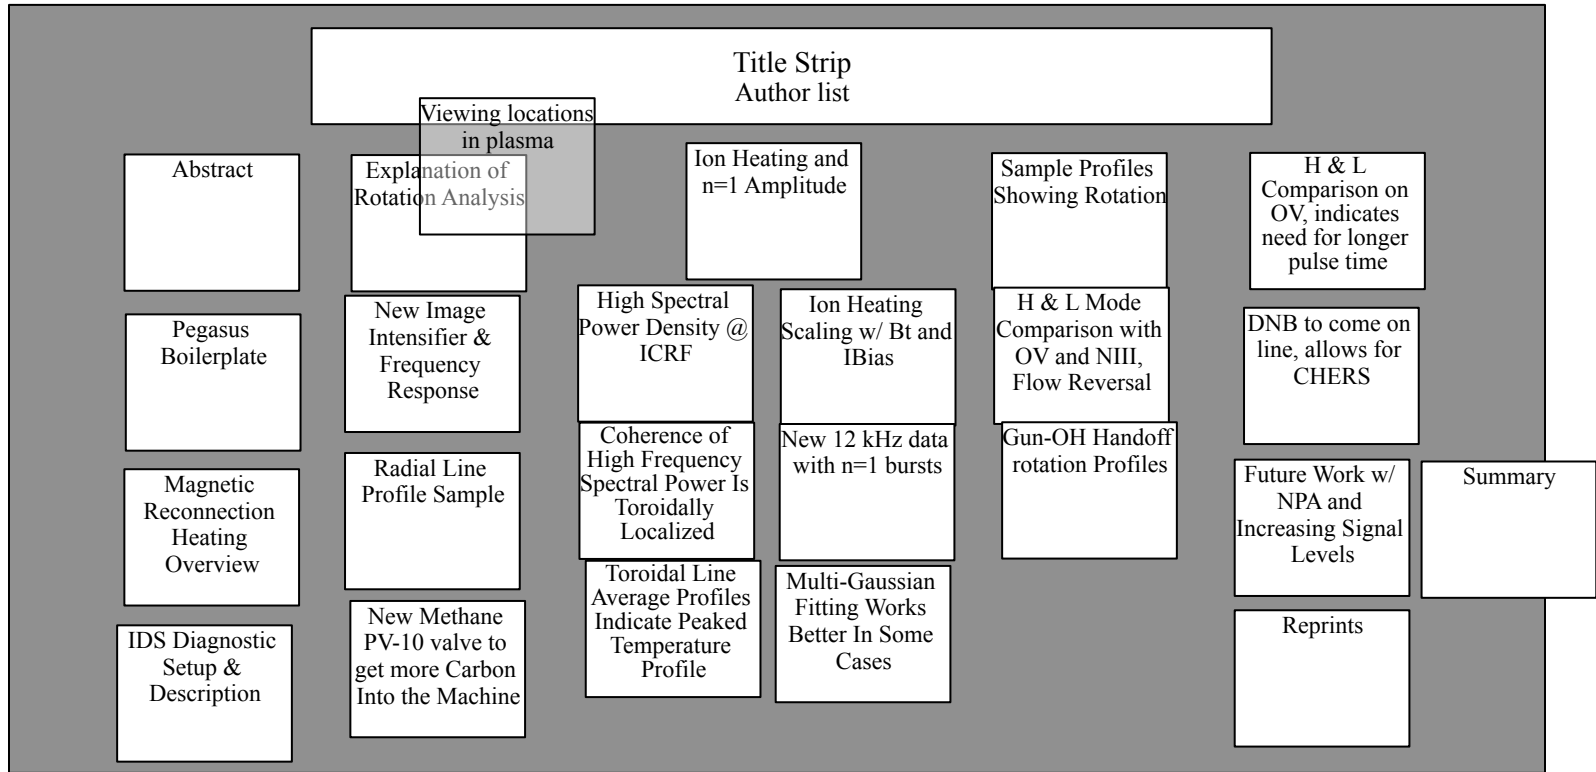 Title Strip
Author list
Viewing locations
in plasma
Abstract
Pegasus
Boilerplate
Magnetic
Reconnection
Heating
Overview
IDS Diagnostic
Setup &
Description
Explanation of
Rotation Analysis
New Image
Intensifier &
Frequency
Response
Radial Line
Profile Sample
New Methane
PV-10 valve to
get more Carbon
Into the Machine
Ion Heating and
n=1 Amplitude
High Spectral
Power Density @
ICRF
Coherence of
High Frequency
Spectral Power Is
Toroidally
Localized
Toroidal Line
Average Profiles
Indicate Peaked
Temperature
Profile
Ion Heating
Scaling w/ Bt and
IBias
New 12 kHz data
with n=1 bursts
Multi-Gaussian
Fitting Works
Better In Some
Cases
Sample Profiles
Showing Rotation
H & L Mode
Comparison with
OV and NIII,
Flow Reversal
Gun-OH Handoff
rotation Profiles
H & L
Comparison on
OV, indicates
need for longer
pulse time
DNB to come on
line, allows for
CHERS
Future Work w/
NPA and
Increasing Signal
Levels
Reprints
Summary